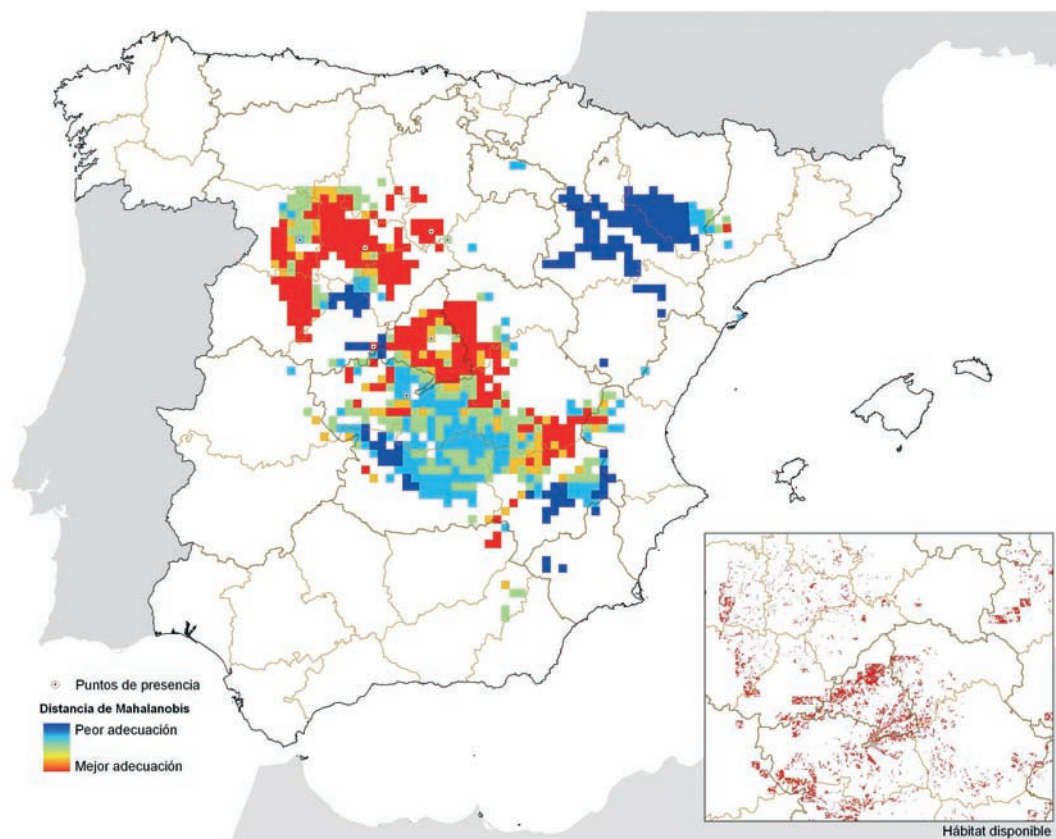 Puntos de presencia
Distancia de Mahalanobis
Peor adecuación
Mejor adecuación
Hábitat disponible